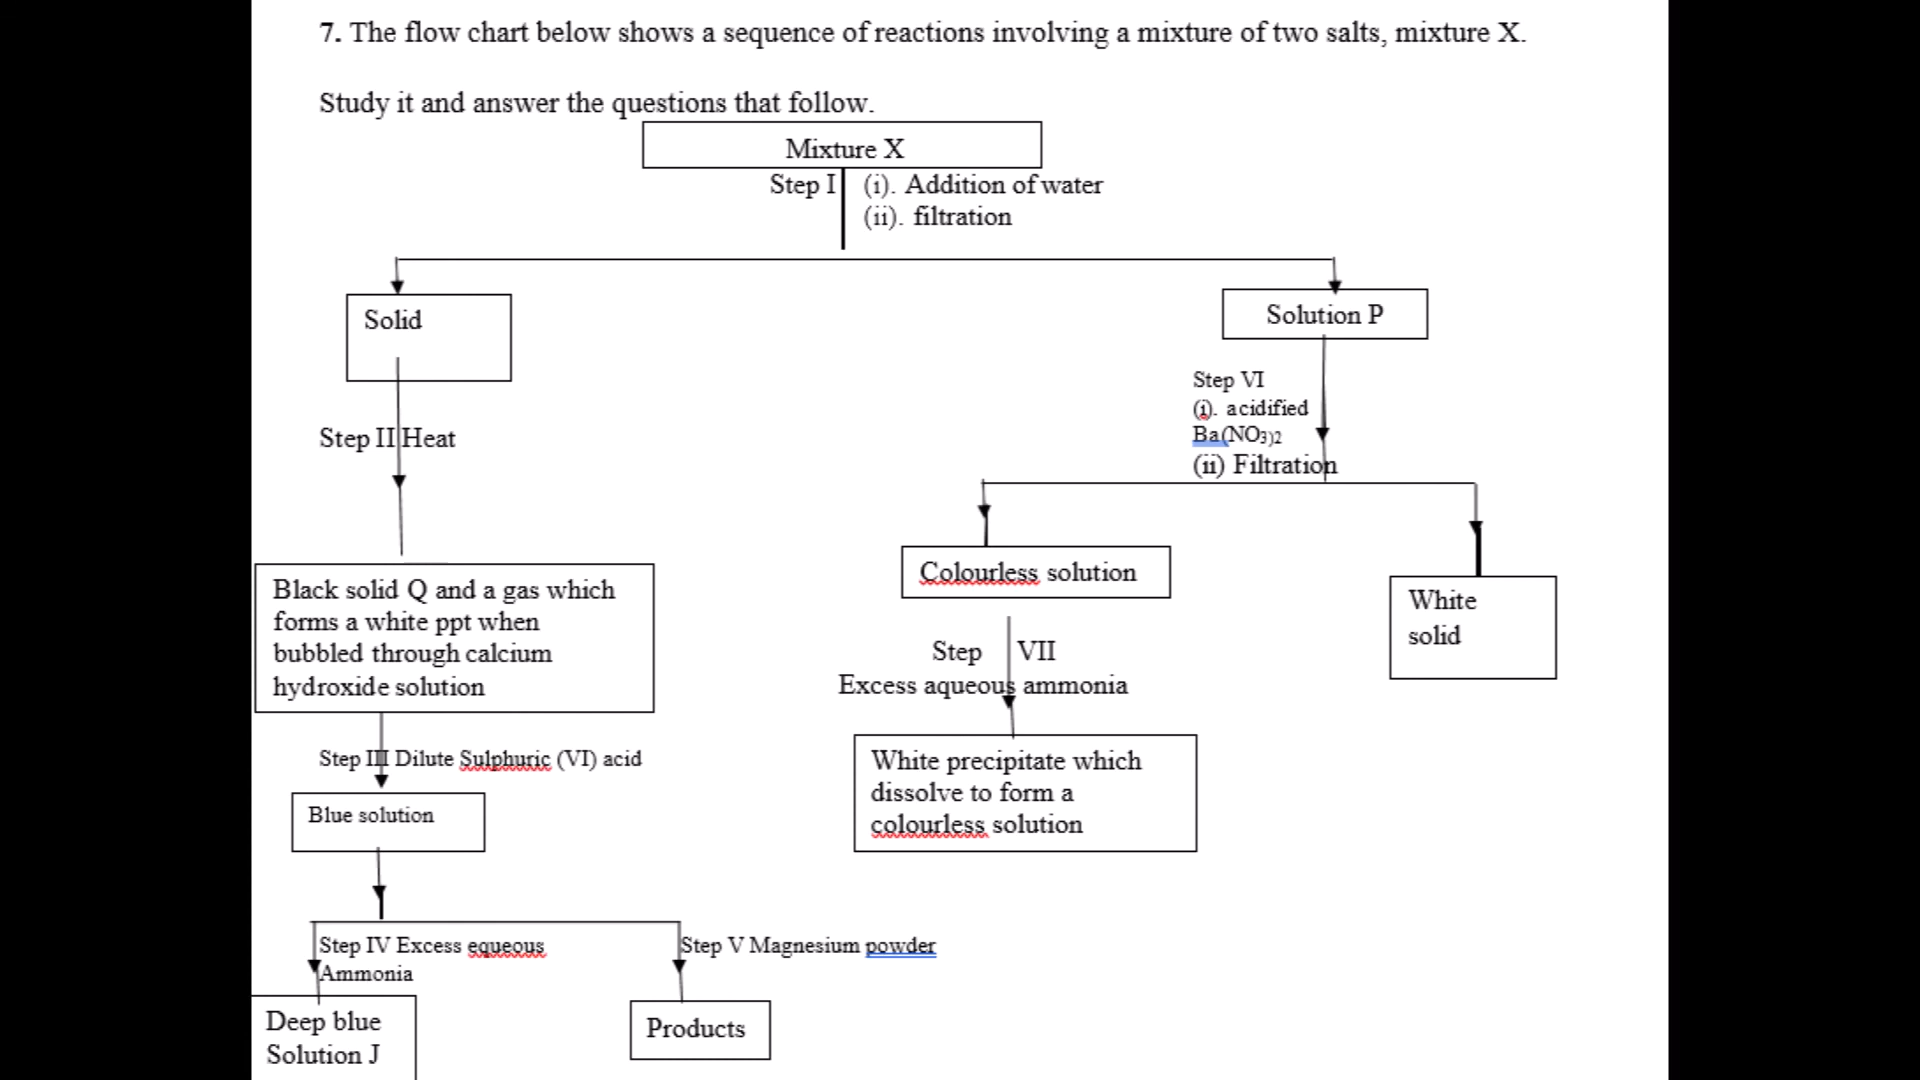 7. The flow chart below shows a sequence of reactions involving a mixture of two salts, mixture X.
Study it and answer the questions that follow.
Mixture X
Step I
(i). Addition of water
(ii). filtration
Solid
Solution P
Step II Heat
Step VI
(i). acidified
Ba(NO3)2
(ii) Filtration
Black solid Q and a gas which
forms a white ppt when
bubbled through calcium
hydroxide solution
Colourless solution
White
solid
Step VII
Excess aqueous ammonia
Step III Dilute Sulphuric (VI) acid
Blue solution
White precipitate which
dissolve to form a
colourless solution
Step IV Excess equeous
Ammonia
Step V Magnesium powder
Deep blue
Solution J
Products